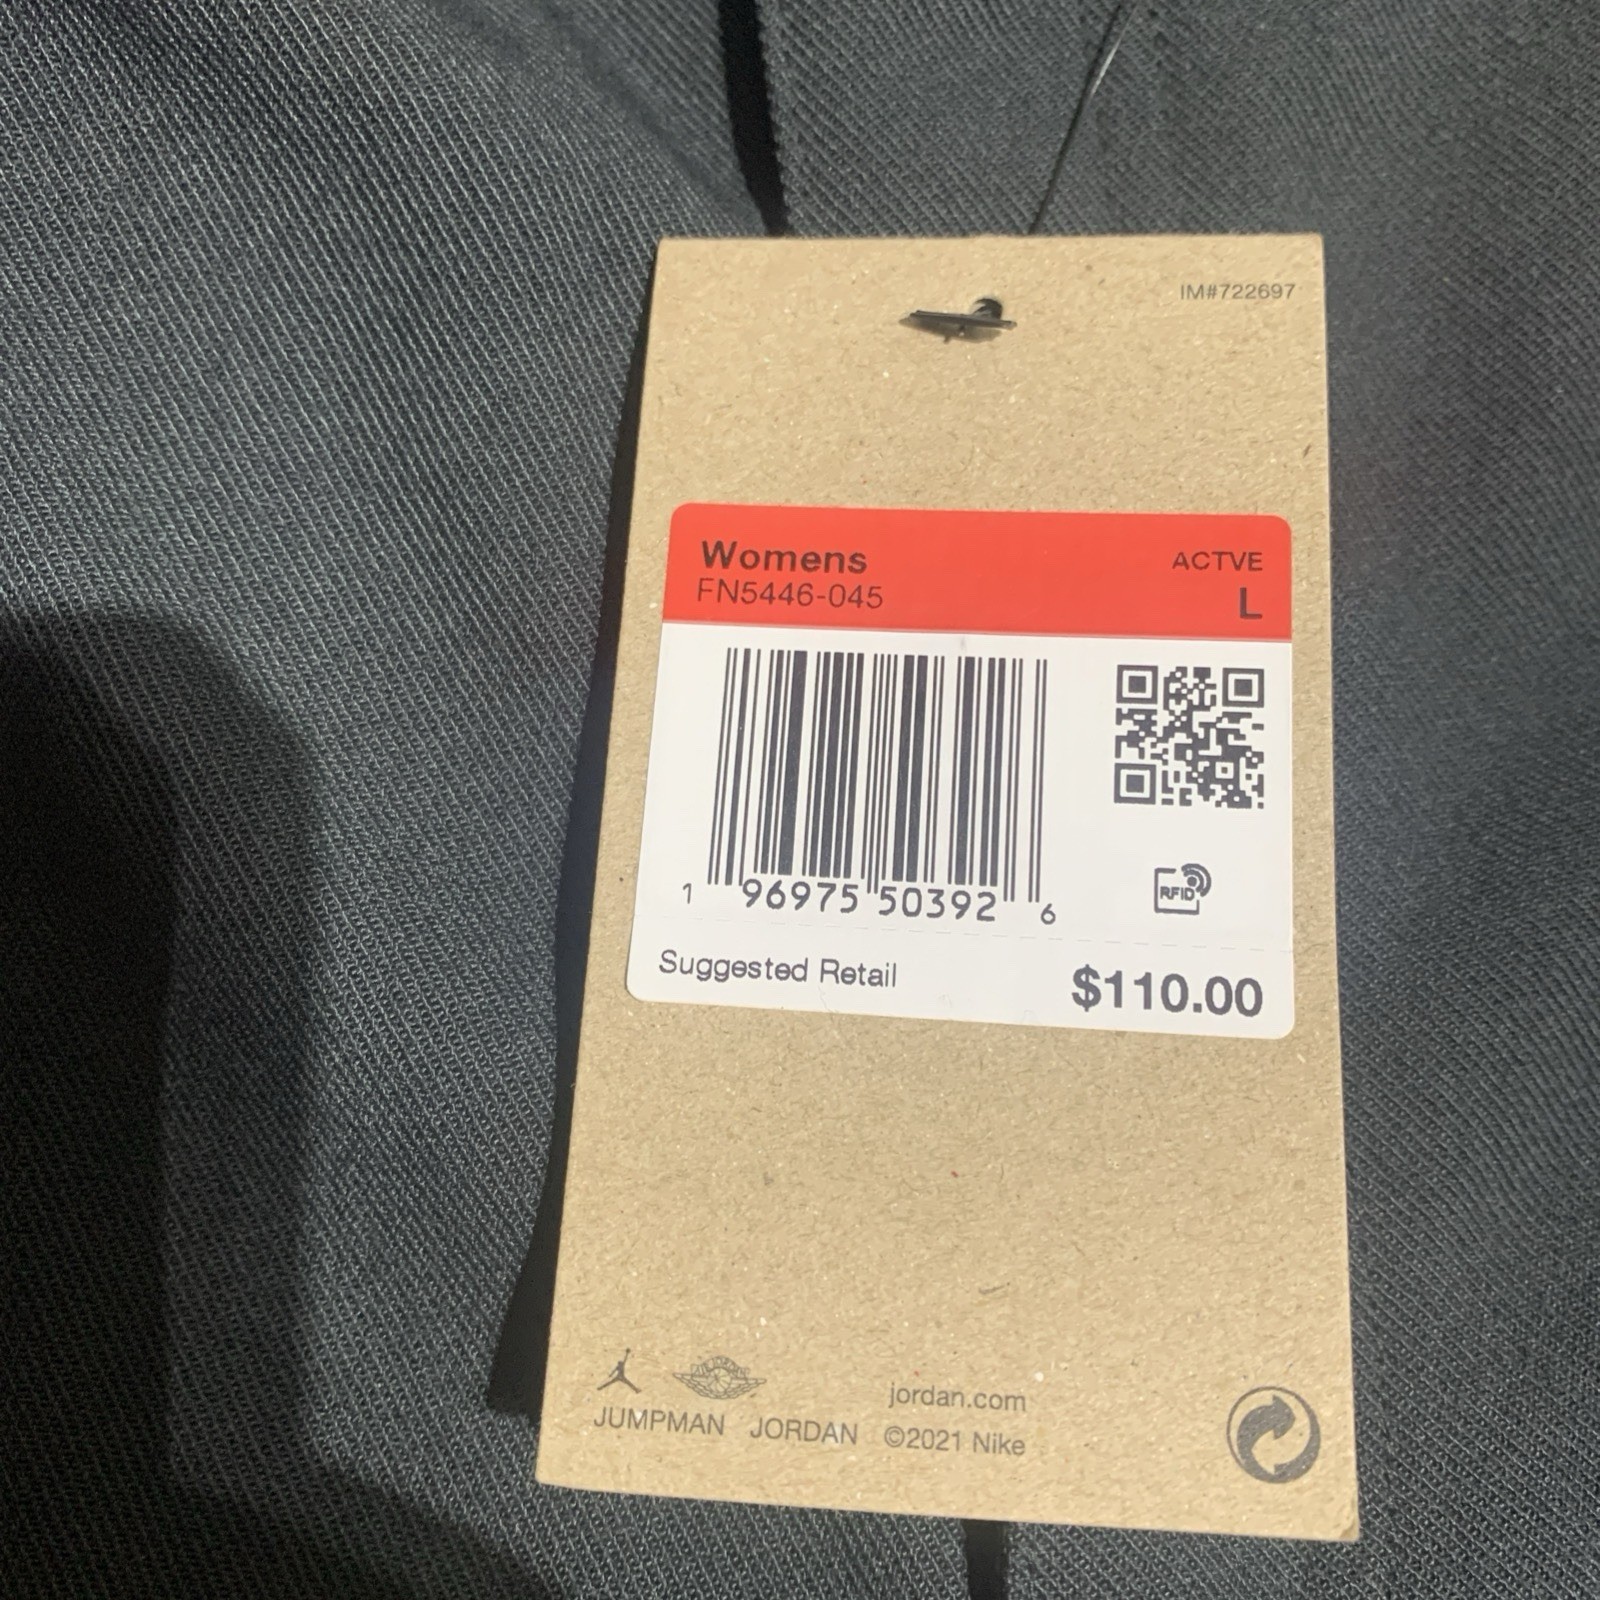 IM#722697
Womens
ACTVE
FN5446-045
L
1 96975 50392 6
RFID
Suggested Retail
$110.00
jordan.com
JUMPMAN JORDAN ©2021 Nike